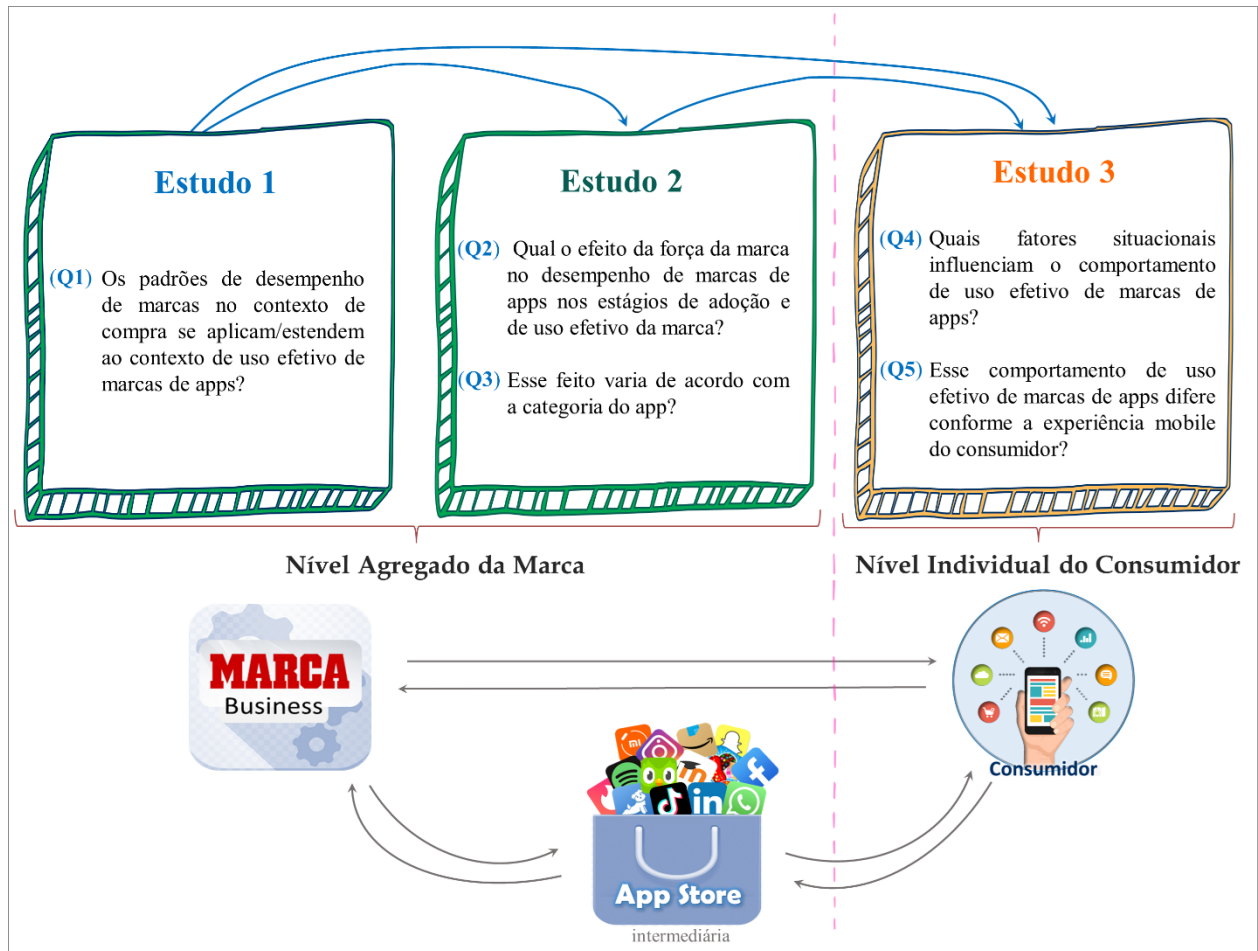 Estudo 1
(Q1) Os padrões de desempenho
de marcas no contexto de
compra se aplicam/estendem
ao contexto de uso efetivo de
marcas de apps?
Estudo 2
(Q2) Qual o efeito da força da marca
no desempenho de marcas de
apps nos estágios de adoção e
de uso efetivo da marca?
(Q3) Esse feito varia de acordo com
a categoria do app?
Estudo 3
(Q4) Quais fatores situacionais
influenciam o comportamento
de uso efetivo de marcas de
apps?
(Q5) Esse comportamento de uso
efetivo de marcas de apps difere
conforme a experiência mobile
do consumidor?
Nível Agregado da Marca
Nível Individual do Consumidor
MARCA
Business
Consumidor
mi
in
App Store
intermediária